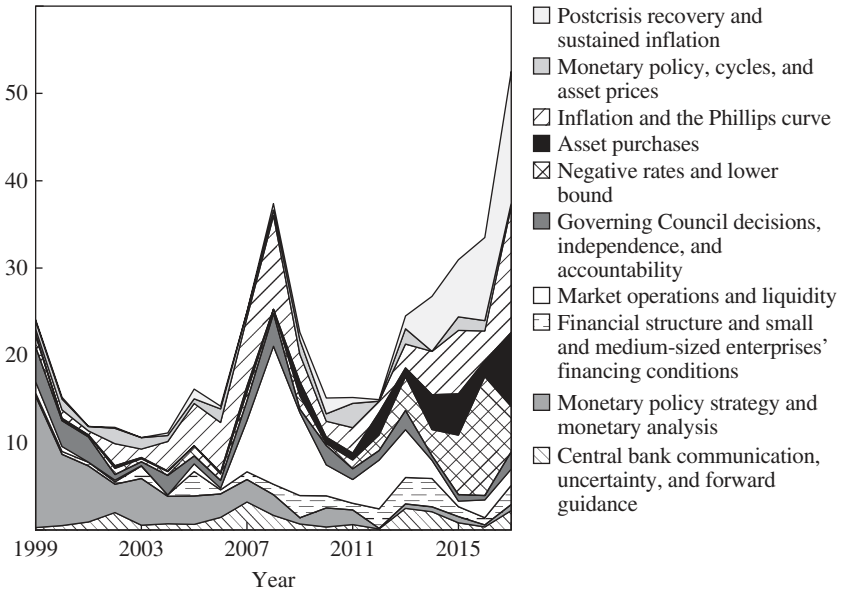 50
40
30
20
10
1999
2003
2007
2011
2015
Year
Postcrisis recovery and
sustained inflation
Monetary policy, cycles, and
asset prices
Inflation and the Phillips curve
Asset purchases
Negative rates and lower
bound
Governing Council decisions,
independence, and
accountability
Market operations and liquidity
Financial structure and small
and medium-sized enterprises’
financing conditions
Monetary policy strategy and
monetary analysis
Central bank communication,
uncertainty, and forward
guidance